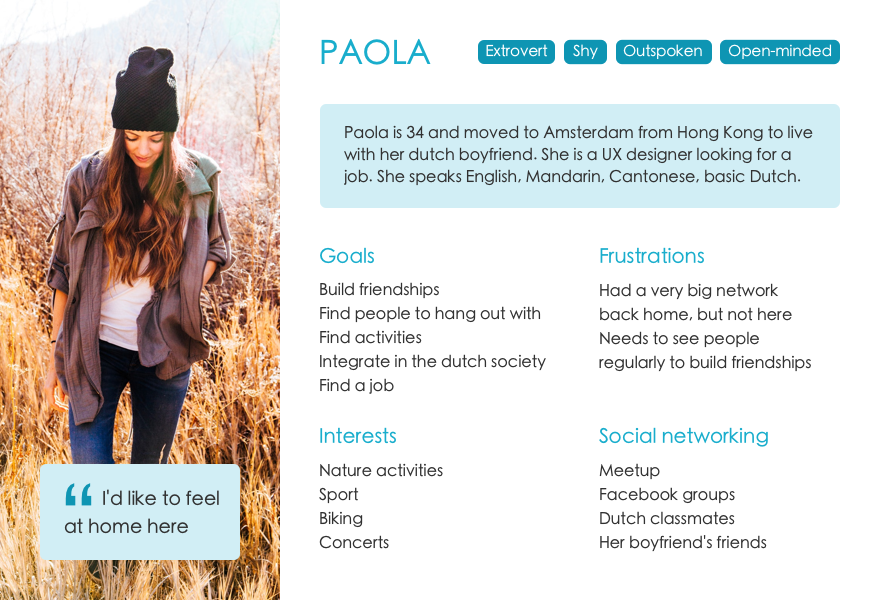 PAOLA
Extrovert
Shy
Outspoken
Open-minded
Paola is 34 and moved to Amsterdam from Hong Kong to live
with her dutch boyfriend. She is a UX designer looking for a
job. She speaks English, Mandarin, Cantonese, basic Dutch.
Goals
Build friendships
Find people to hang out with
Find activities
Integrate in the dutch society
Find a job
Frustrations
Had a very big network
back home, but not here
Needs to see people
regularly to build friendships
Interests
Nature activities
Sport
Biking
Concerts
Social networking
Meetup
Facebook groups
Dutch classmates
Her boyfriend's friends
“ I'd like to feel
at home here